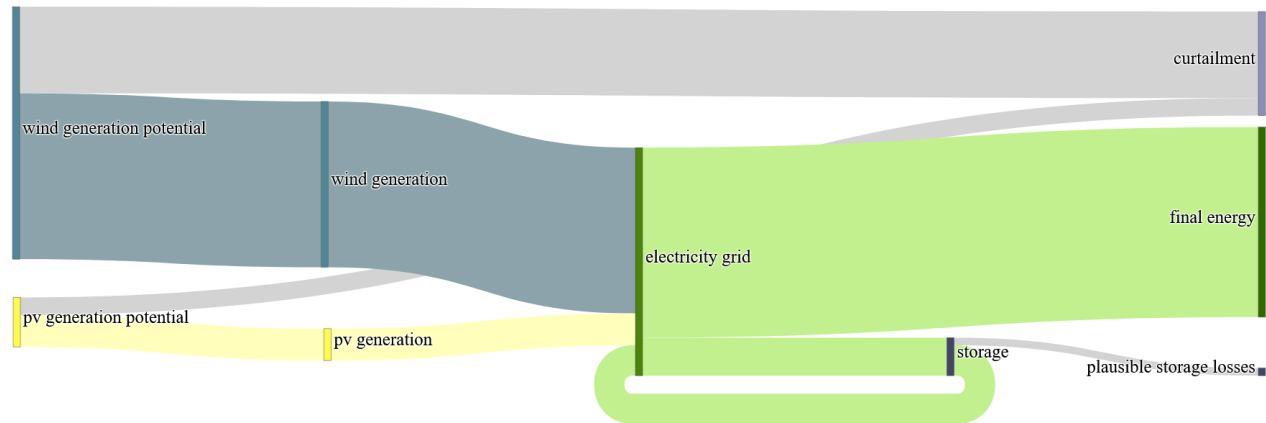 curtailment
wind generation potential
wind generation
final energy
electricity grid
pv generation potential
pv generation
storage
plausible storage losses